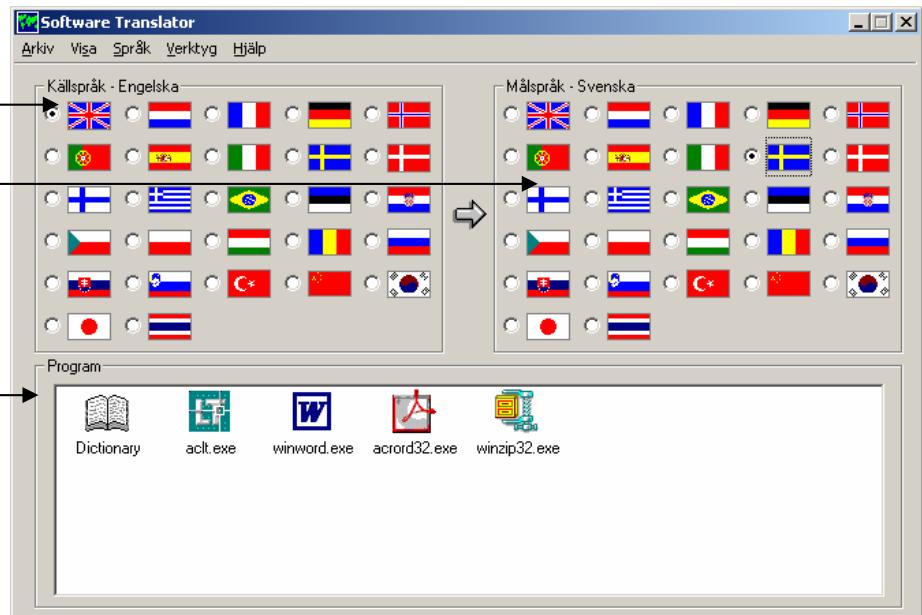 Software Translator
Arkiv Visa Språk Verktyg Hjälp
Källspråk - Engelska
Målspråk - Svenska
Program
Dictionary aclt.exe winword.exe acrord32.exe winzip32.exe